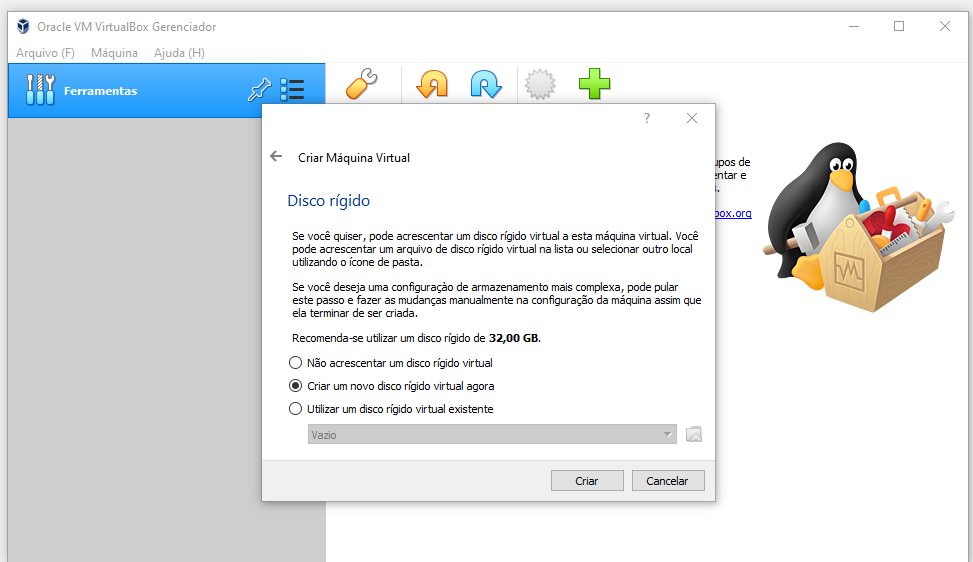 Oracle VM VirtualBox Gerenciador
Arquivo (F) Máquina Ajuda (H)
Ferramentas
?
Criar Máquina Virtual
upos de
entar e
s.
box.org
Disco rígido
Se você quiser, pode acrescentar um disco rígido virtual a esta máquina virtual. Você
pode acrescentar um arquivo de disco rígido virtual na lista ou selecionar outro local
utilizando o ícone de pasta.
Se você deseja uma configuraçào de armazenamento mais complexa, pode pular
este passo e fazer as mudanças manualmente na configuração da máquina assim que
ela terminar de ser criada.
Recomenda-se utilizar um disco rígido de 32,00 GB.
Não acrescentar um disco rígido virtual
Criar um novo disco rígido virtual agora
Utilizar um disco rígido virtual existente
Vazio
Criar Cancelar